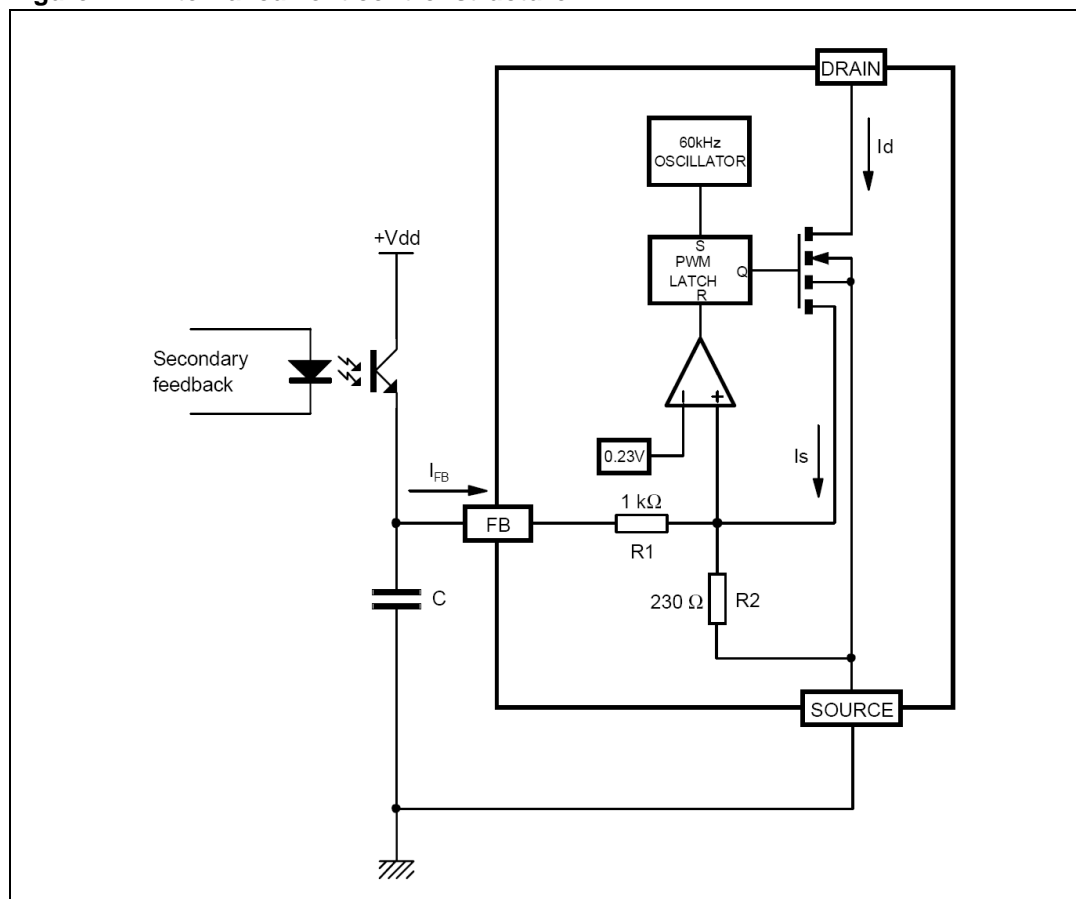 DRAIN
60kHz
OSCILLATOR
Id
+Vdd
S
PWM
LATCH
Q
R
Secondary
feedback
- +
0.23V
Is
IFB
1 kΩ
FB
R1
230 Ω
R2
C
SOURCE